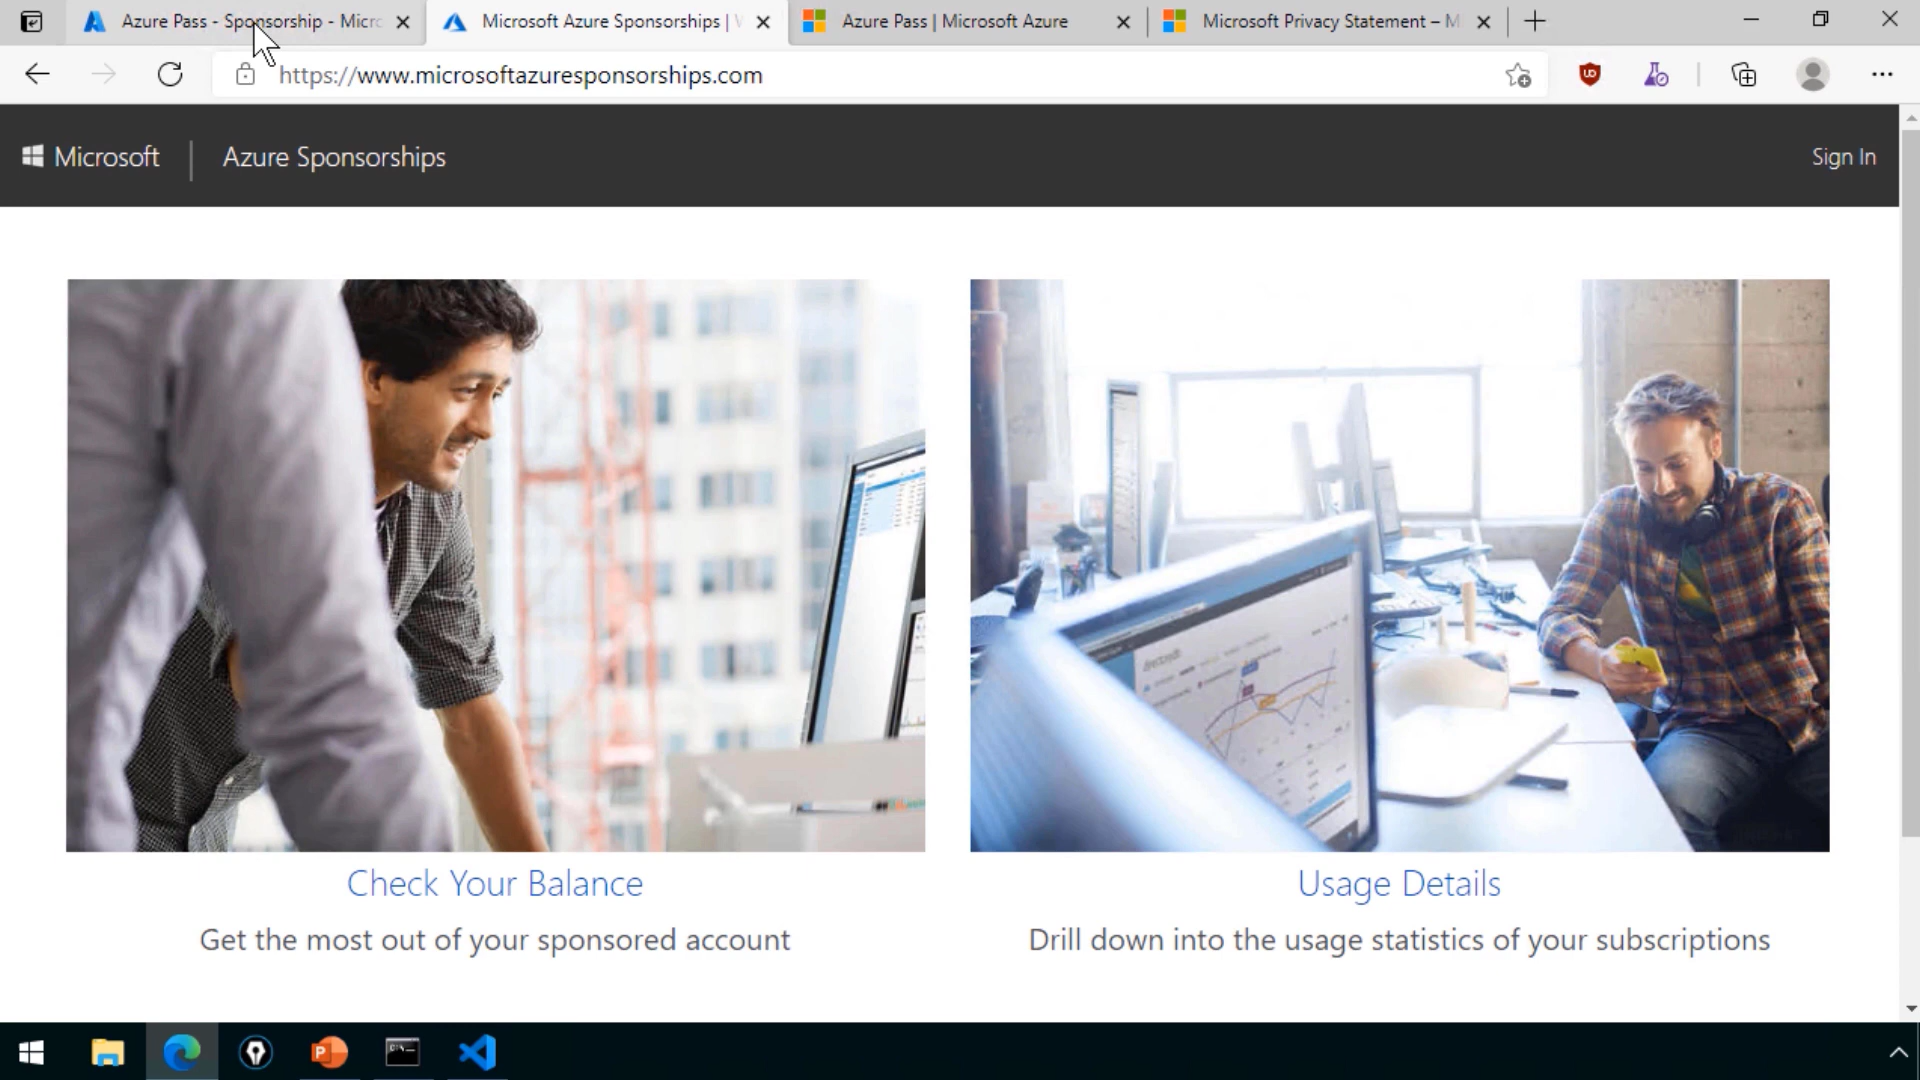 Azure Pass - Sponsorship - Micr
Microsoft Azure Sponsorships |
Azure Pass | Microsoft Azure
Microsoft Privacy Statement – M
https://www.microsoftazuresponsorships.com
Microsoft | Azure Sponsorships
Sign In
Check Your Balance
Get the most out of your sponsored account
Usage Details
Drill down into the usage statistics of your subscriptions